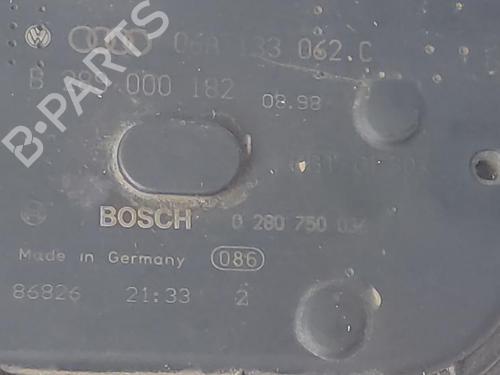 06A 133 062.C
000 182
08.98
BOSCH 0 280 750
Made in Germany 086
86826 21:33 2
B-PARTS